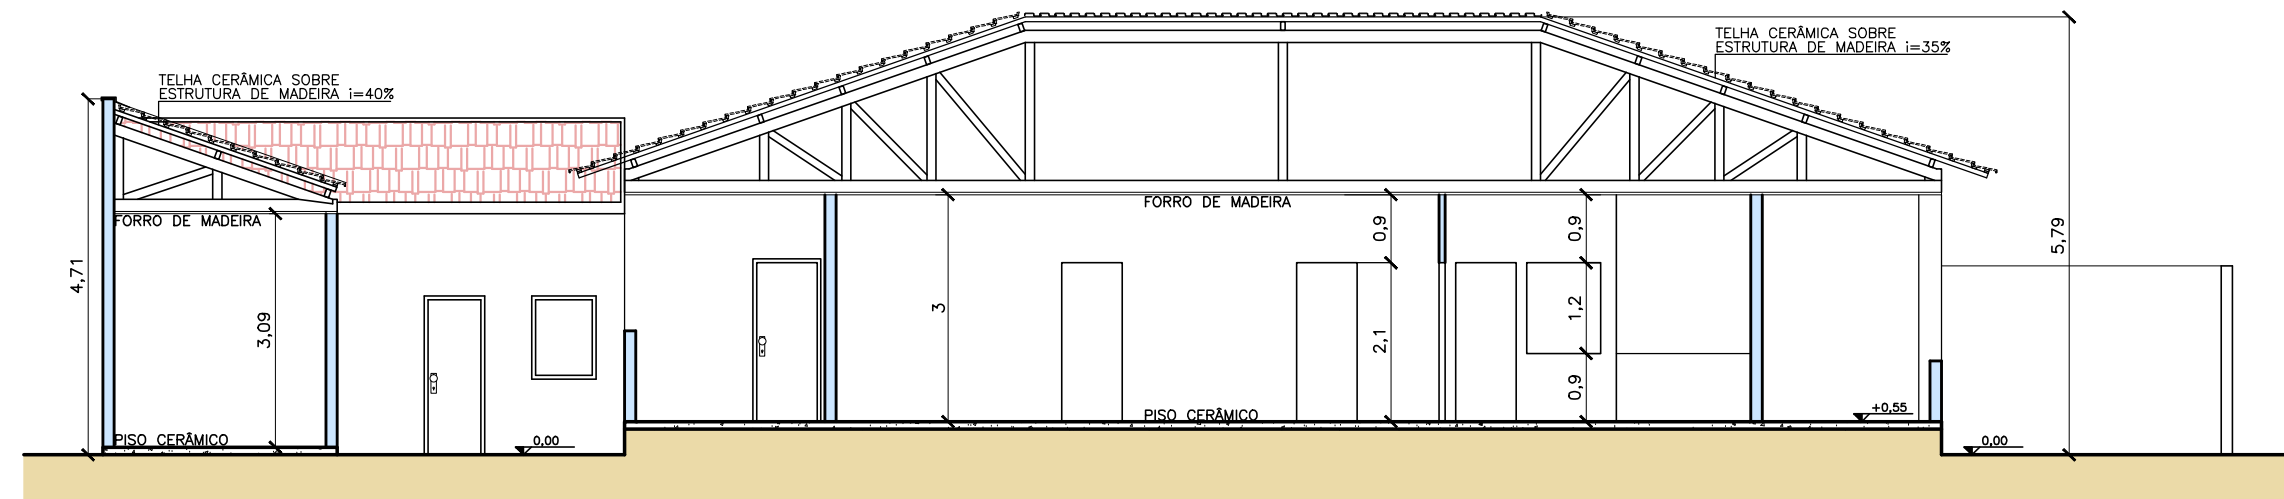 TELHA CERÂMICA SOBRE
ESTRUTURA DE MADEIRA i=35%
TELHA CERÂMICA SOBRE
ESTRUTURA DE MADEIRA i=40%
FORRO DE MADEIRA
FORRO DE MADEIRA
0,9
0,9
5,79
4,71
3,09
3
2,1
1,2
0,9
PISO CERÂMICO
+0,55
PISO CERÂMICO
0,00
0,00